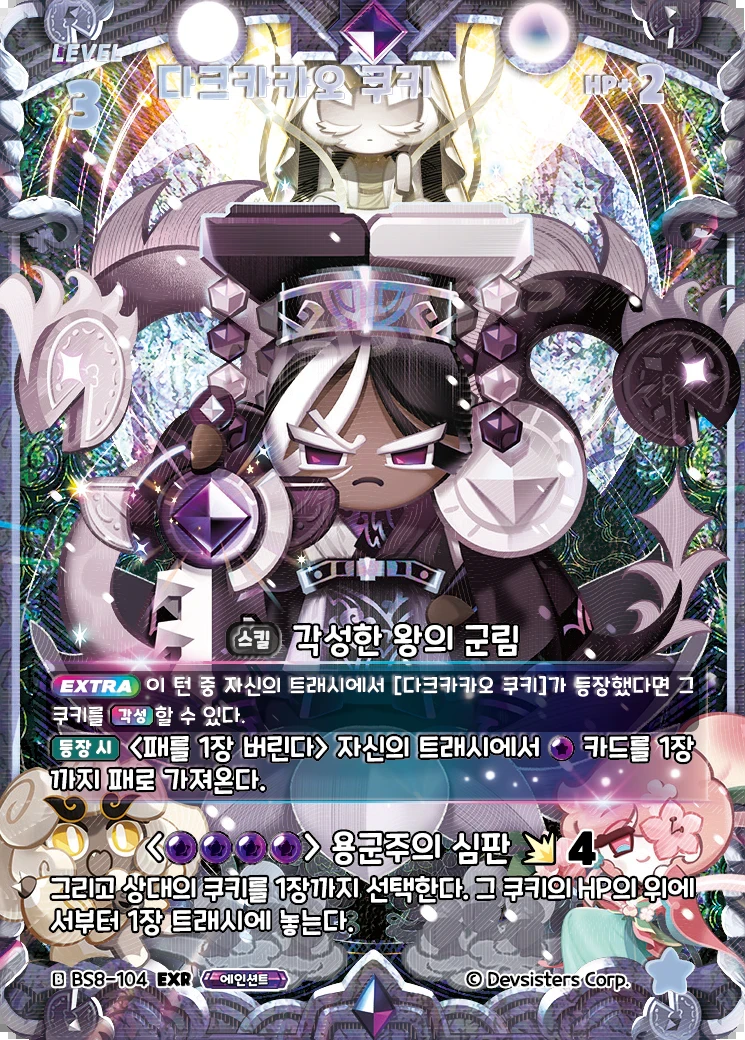 LEVEL
3
다크카카오 쿠키
HP+ 2
스킬 각성한 왕의 군림
EXTRA 이 턴 중 자신의 트래시에서 [다크카카오 쿠키]가 등장했다면 그
쿠키를 각성 할 수 있다.
등장 시 <패를 1장 버린다> 자신의 트래시에서 카드를 1장
까지 패로 가져온다.
< > 용군주의 심판 4
그리고 상대의 쿠키를 1장까지 선택한다. 그 쿠키의 HP의 위에
서부터 1장 트래시에 놓는다.
B BS8-104 EXR 에인션트 © Devsisters Corp.